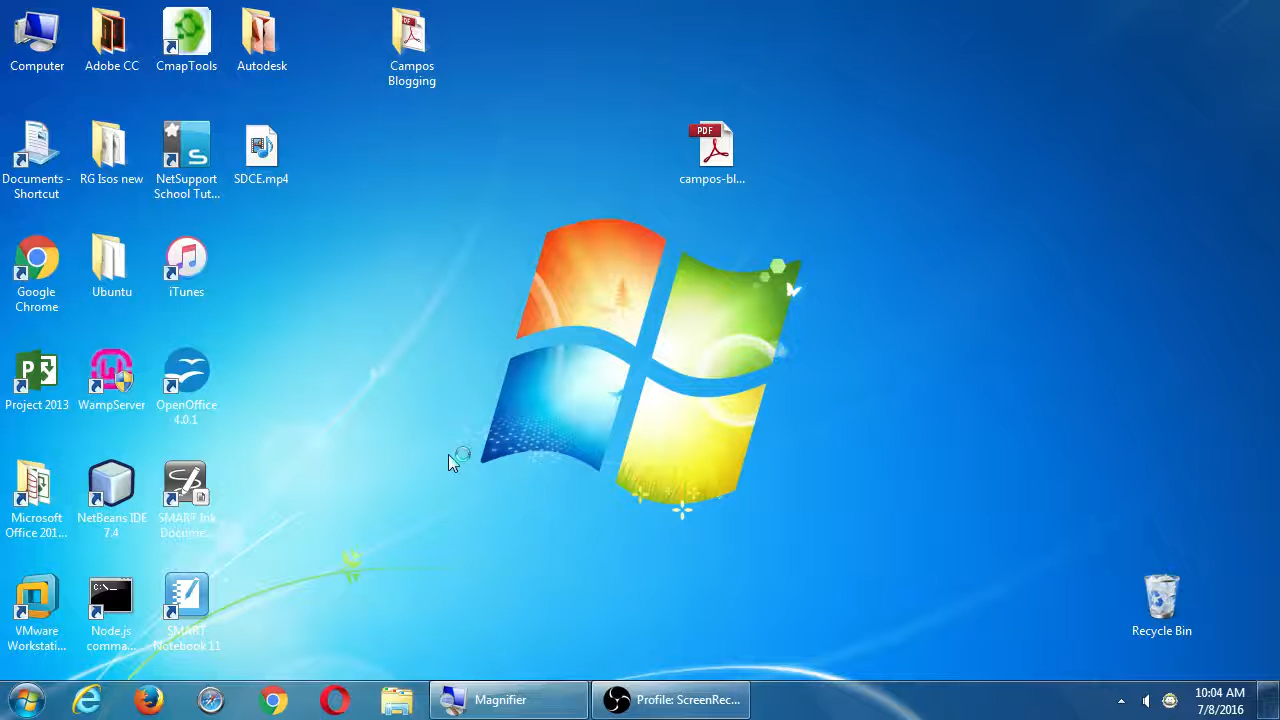 Computer
Adobe CC
CmapTools
Autodesk
Campos
Blogging
PDF
PDF
campos-bl...
Documents -
Shortcut
RG Isos new
NetSupport
School Tut...
SDCE.mp4
Google
Chrome
Ubuntu
iTunes
Project 2013
WampServer
OpenOffice
4.0.1
Microsoft
Office 201...
NetBeans IDE
7.4
SMART Ink
Docume...
C:\_
VMware
Workstati...
Node.js
comma...
SMART
Notebook 11
Recycle Bin
Magnifier
Profile: ScreenRec...
10:04 AM
7/8/2016